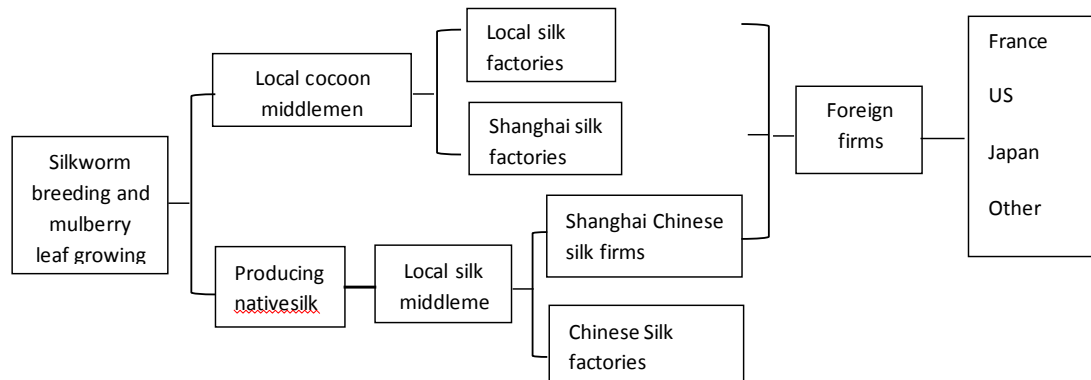 Silkworm
breeding and
mulberry
leaf growing
Local cocoon
middlemen
Local silk
factories
Shanghai silk
factories
Producing
nativesilk
Local silk
middleme
Shanghai Chinese
silk firms
Chinese Silk
factories
Foreign
firms
France
US
Japan
Other